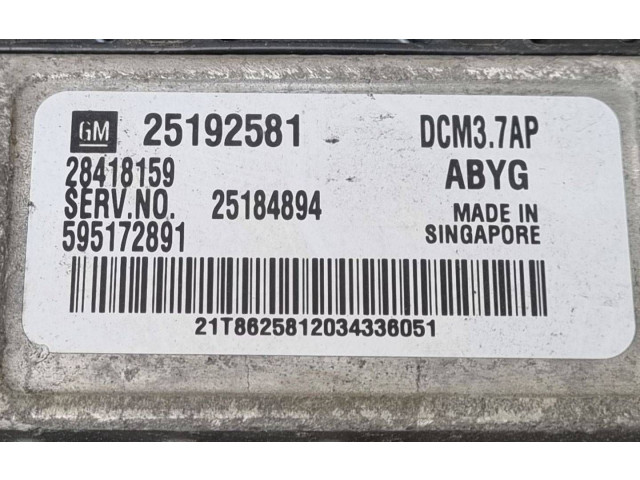 GM 25192581 DCM3.7AP
28418159 ABYG
SERV.NO. 25184894 MADE IN
595172891 SINGAPORE
21T8625812034336051